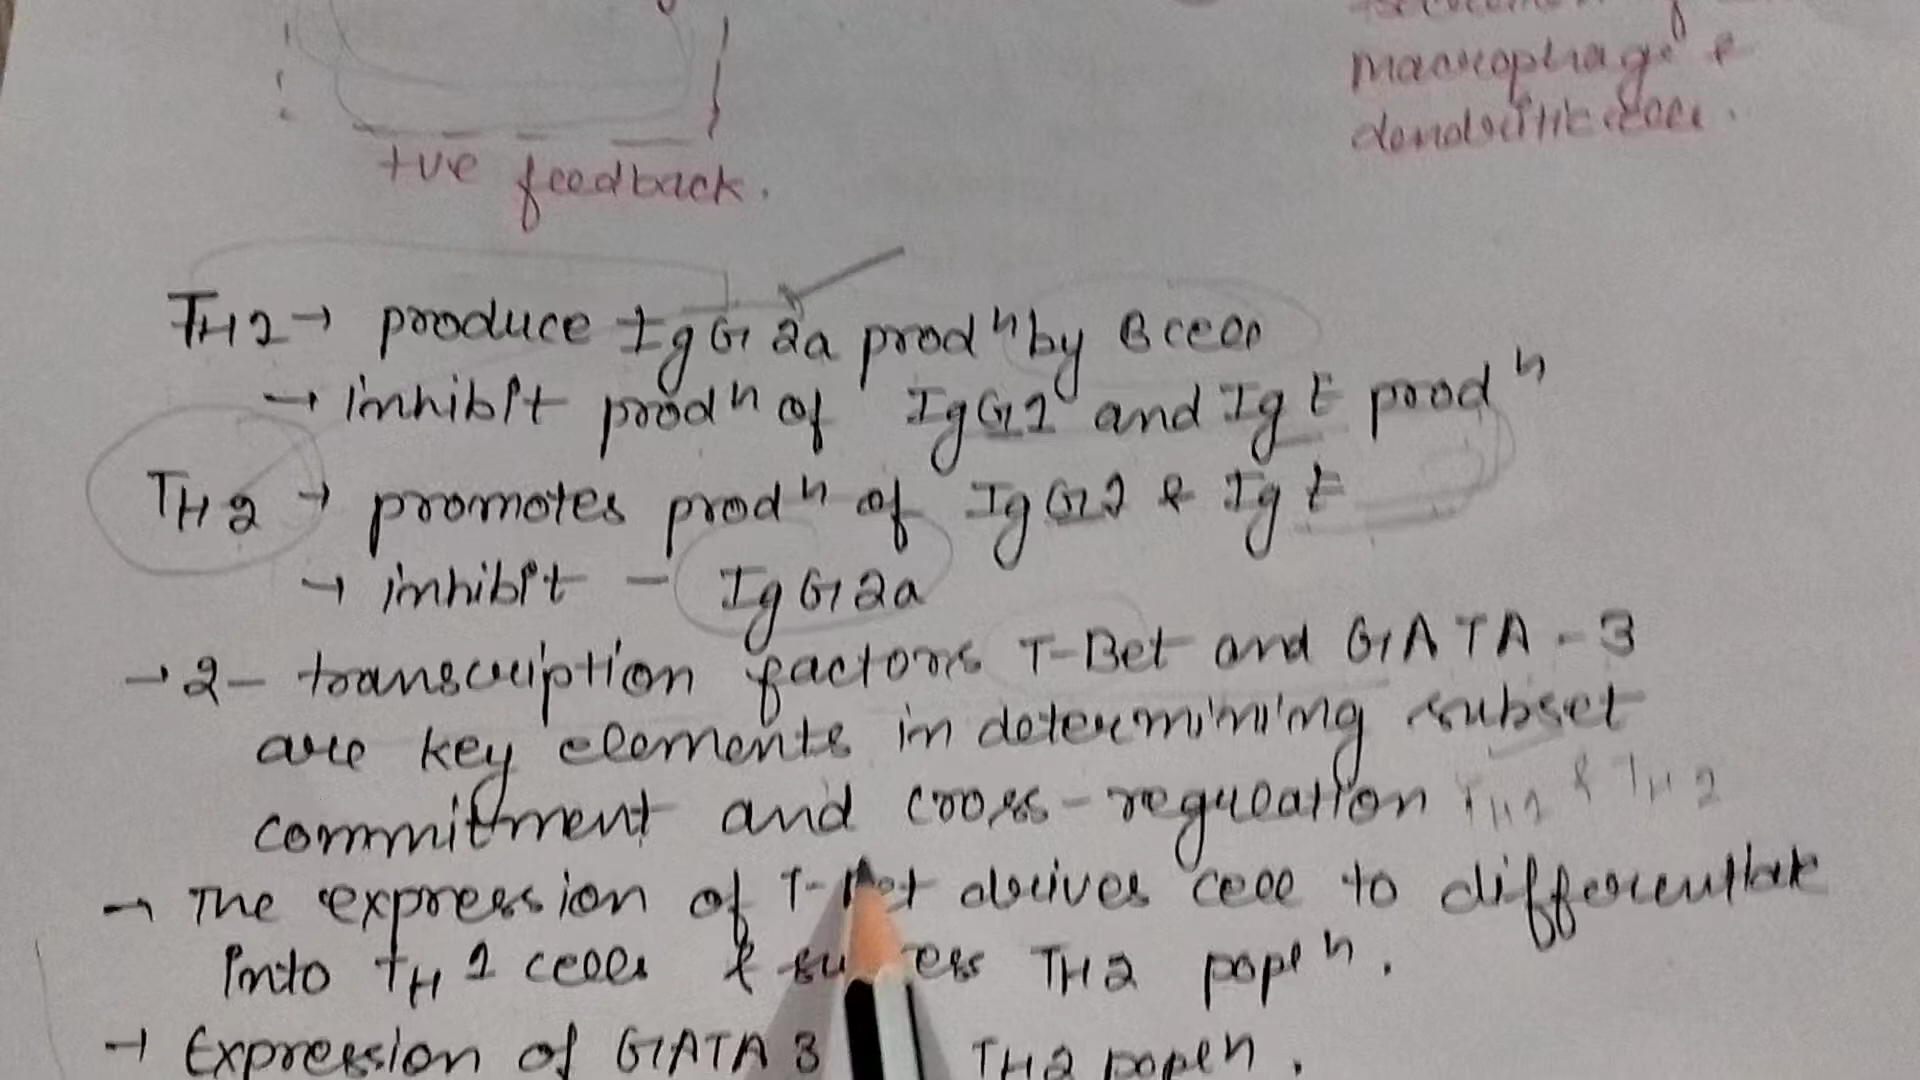 macrophage &
dendritic cell.
+ve feedback.
TH1 → produce IgG2a prodⁿ by B cell
→ inhibit prodⁿ of IgG1 and IgE prodⁿ
TH2 → promotes prodⁿ of IgG1 & IgE
→ inhibit - IgG2a
→ 2- transcription factors T-Bet and GATA-3
are key elements in determining subset
commitment and cross-regulation TH1 & TH2
→ The expression of T-Bet drives cell to differentiate
into TH1 cells & TH2 poplⁿ.
→ Expression of GATA 3 TH2 popln.